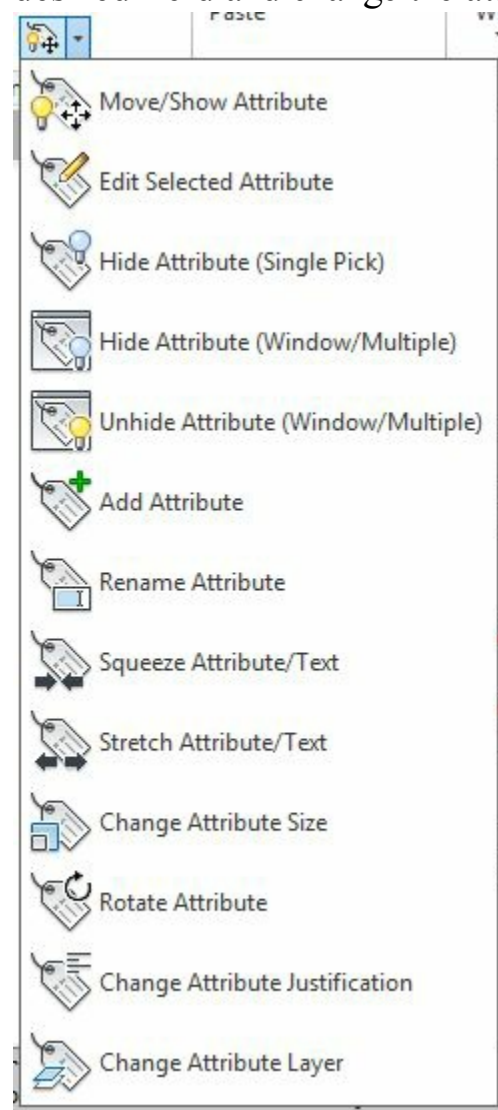 Paste
Move/Show Attribute
Edit Selected Attribute
Hide Attribute (Single Pick)
Hide Attribute (Window/Multiple)
Unhide Attribute (Window/Multiple)
Add Attribute
Rename Attribute
Squeeze Attribute/Text
Stretch Attribute/Text
Change Attribute Size
Rotate Attribute
Change Attribute Justification
Change Attribute Layer